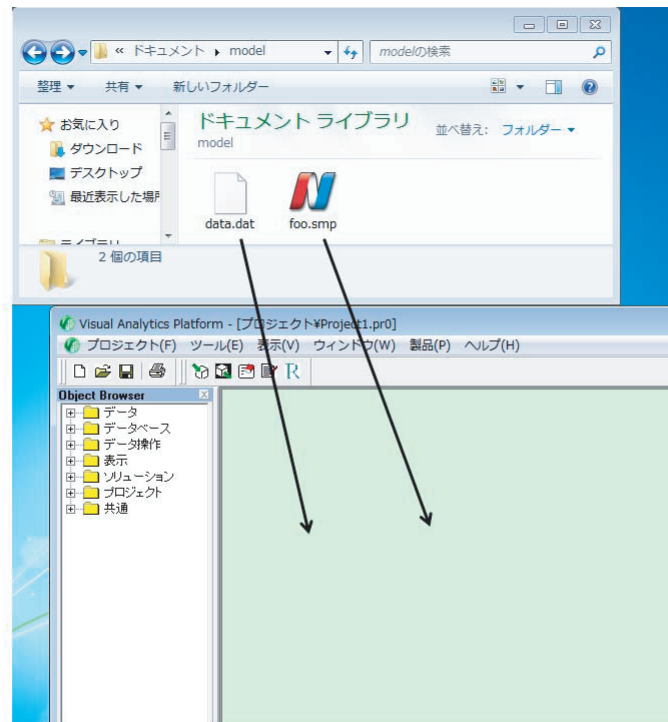 « ドキュメント ▸ model
modelの検索
整理 ▼ 共有 ▼ 新しいフォルダー
お気に入り
ダウンロード
デスクトップ
最近表示した場所
ドキュメント ライブラリ
model
並べ替え: フォルダー ▼
data.dat
foo.smp
2 個の項目
Visual Analytics Platform - [プロジェクト¥Project1.pr0]
プロジェクト(F) ツール(E) 表示(V) ウィンドウ(W) 製品(P) ヘルプ(H)
R
Object Browser
データ
データベース
データ操作
表示
ソリューション
プロジェクト
共通